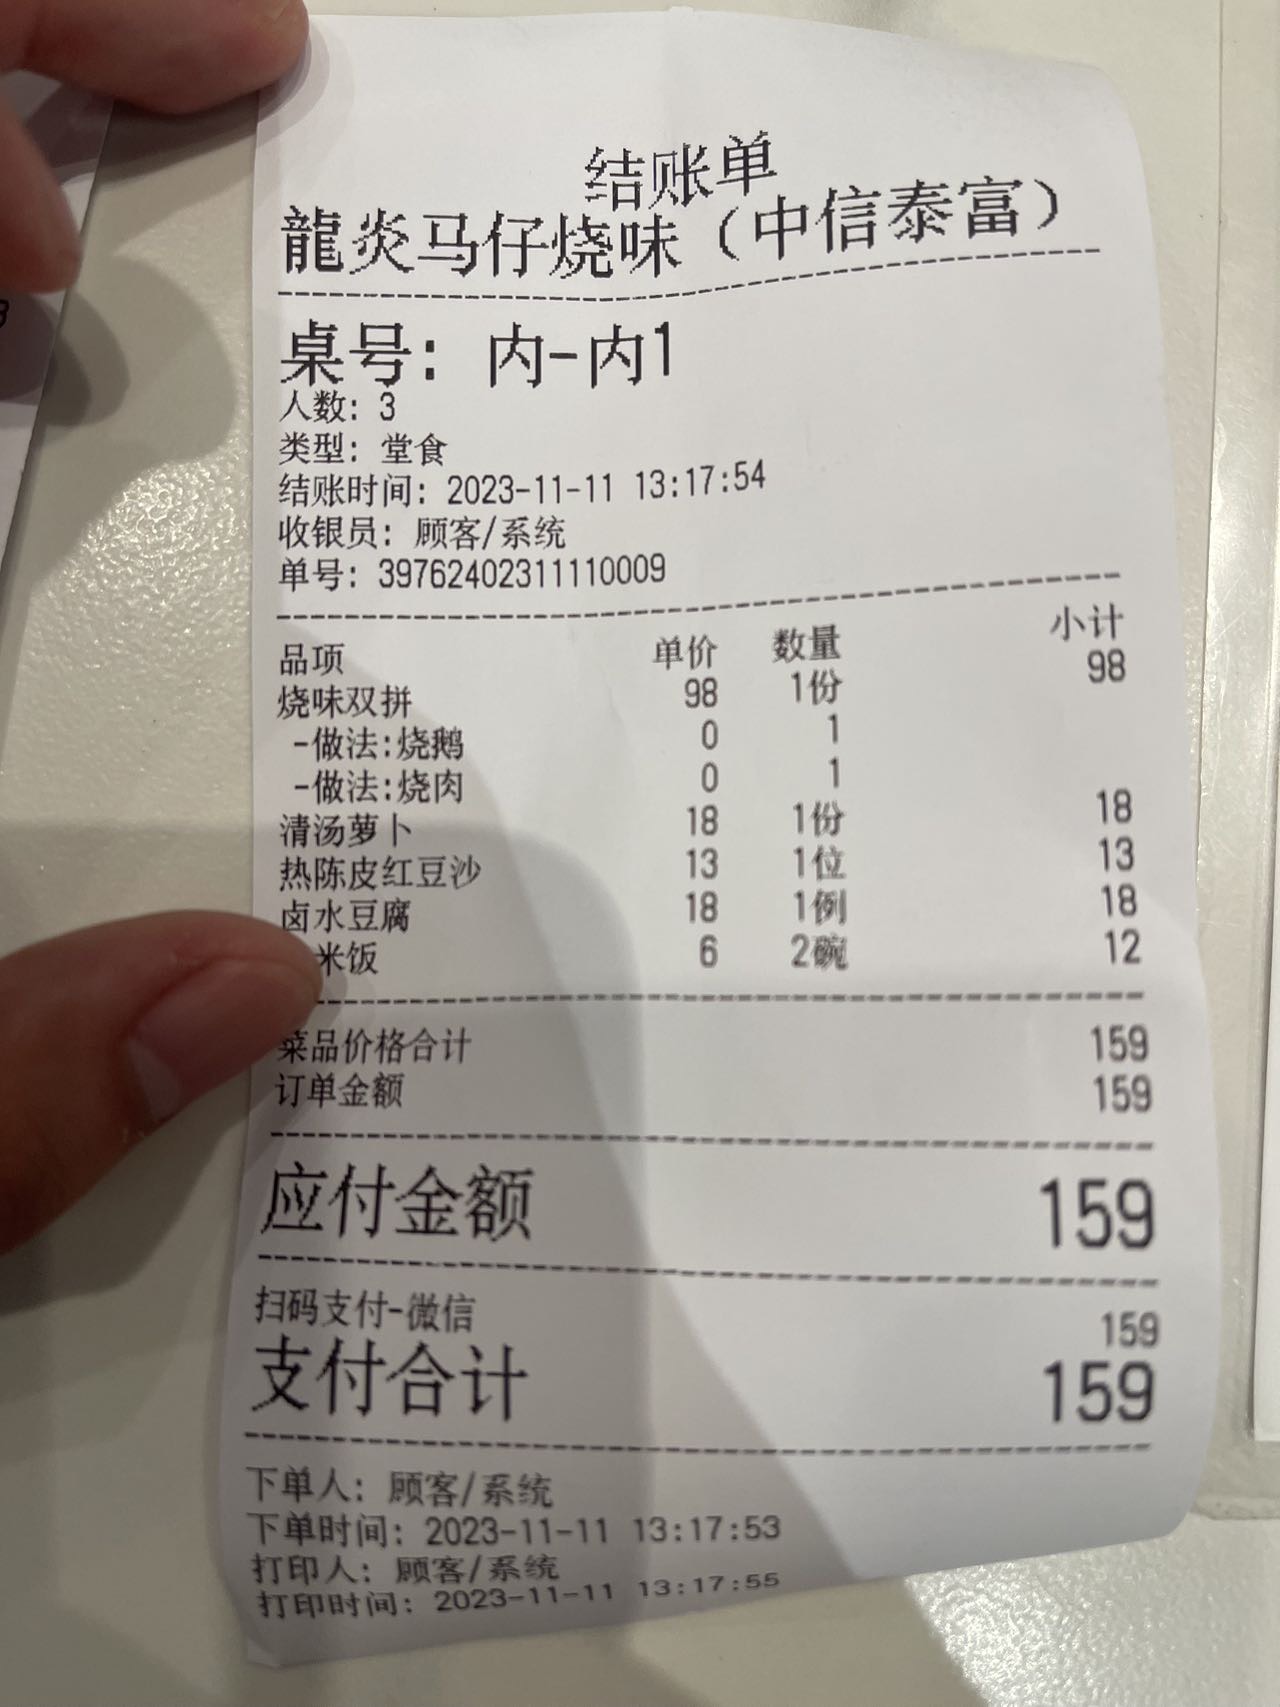 结账单
龍炎马仔烧味（中信泰富）
桌号: 内-内1
人数: 3
类型: 堂食
结账时间: 2023-11-11 13:17:54
收银员: 顾客/系统
单号: 39762402311110009
品项 单价 数量 小计
烧味双拼 98 1份 98
-做法:烧鹅 0 1
-做法:烧肉 0 1
清汤萝卜 18 1份 18
热陈皮红豆沙 13 1位 13
卤水豆腐 18 1例 18
米饭 6 2碗 12
菜品价格合计 159
订单金额 159
应付金额 159
扫码支付-微信 159
支付合计 159
下单人: 顾客/系统
下单时间: 2023-11-11 13:17:53
打印人: 顾客/系统
打印时间: 2023-11-11 13:17:55